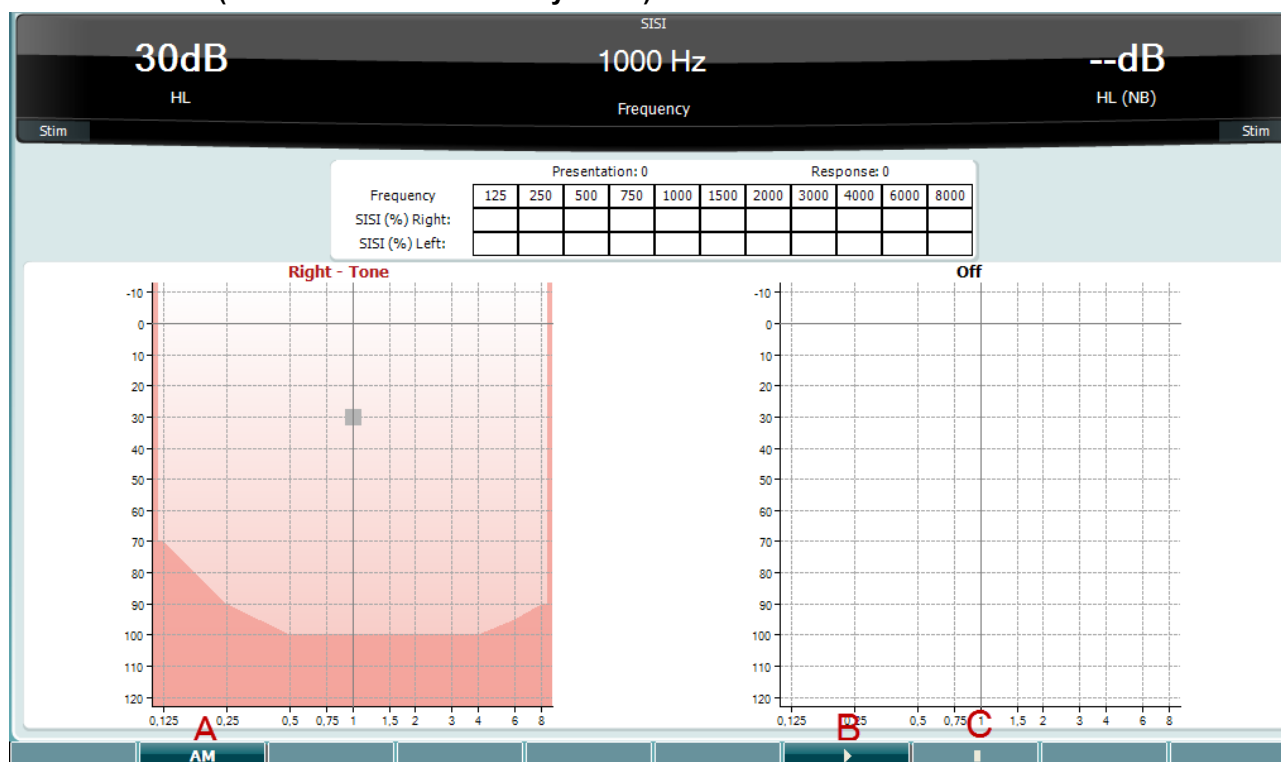 SISI
30dB 1000 Hz --dB
HL Frequency HL (NB)
Stim Stim
Presentation: 0 Response: 0
Frequency 125 250 500 750 1000 1500 2000 3000 4000 6000 8000
SISI (%) Right:
SISI (%) Left:
Right - Tone Off
-10 -10
0 0
10 10
20 20
30 30
40 40
50 50
60 60
70 70
80 80
90 90
100 100
110 110
120 120
0,125 0,25 0,5 0,75 1 1,5 2 3 4 6 8 0,125 0,25 0,5 0,75 1 1,5 2 3 4 6 8
A B C
AM